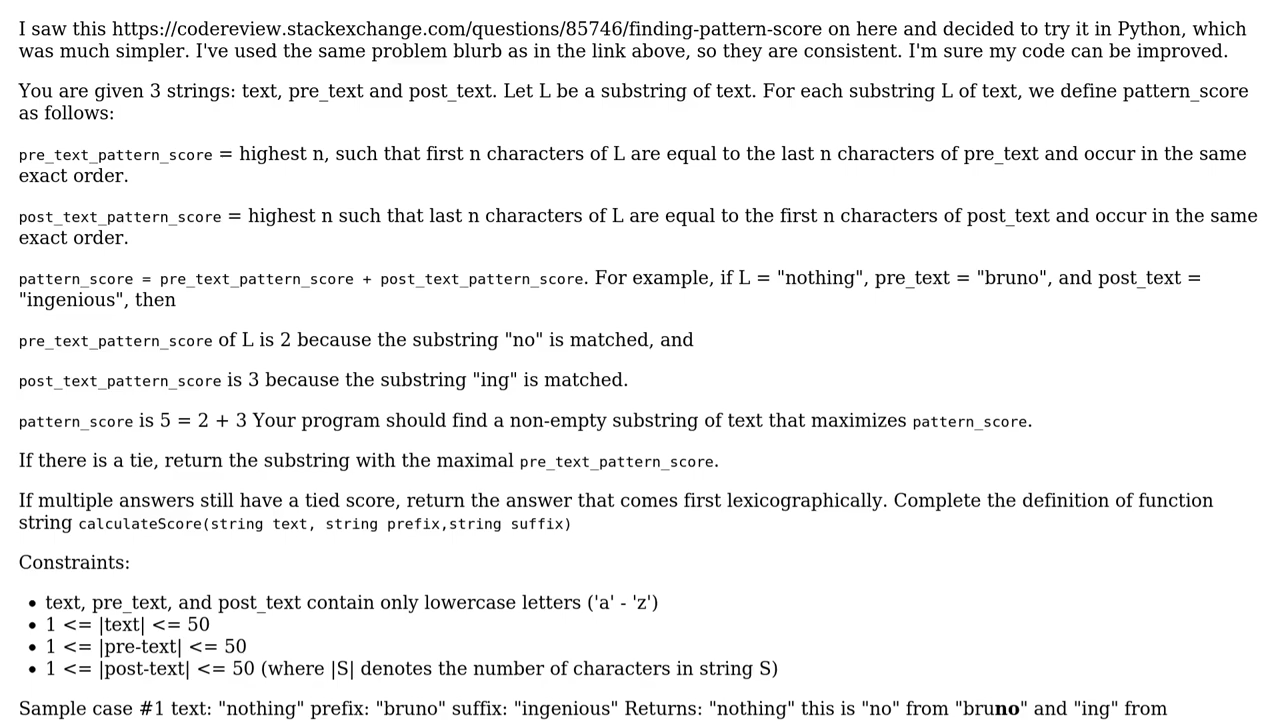 I saw this https://codereview.stackexchange.com/questions/85746/finding-pattern-score on here and decided to try it in Python, which
was much simpler. I've used the same problem blurb as in the link above, so they are consistent. I'm sure my code can be improved.
You are given 3 strings: text, pre_text and post_text. Let L be a substring of text. For each substring L of text, we define pattern_score
as follows:
pre_text_pattern_score = highest n, such that first n characters of L are equal to the last n characters of pre_text and occur in the same
exact order.
post_text_pattern_score = highest n such that last n characters of L are equal to the first n characters of post_text and occur in the same
exact order.
pattern_score = pre_text_pattern_score + post_text_pattern_score. For example, if L = "nothing", pre_text = "bruno", and post_text =
"ingenious", then
pre_text_pattern_score of L is 2 because the substring "no" is matched, and
post_text_pattern_score is 3 because the substring "ing" is matched.
pattern_score is 5 = 2 + 3 Your program should find a non-empty substring of text that maximizes pattern_score.
If there is a tie, return the substring with the maximal pre_text_pattern_score.
If multiple answers still have a tied score, return the answer that comes first lexicographically. Complete the definition of function
string calculateScore(string text, string prefix,string suffix)
Constraints:
• text, pre_text, and post_text contain only lowercase letters ('a' - 'z')
• 1 <= |text| <= 50
• 1 <= |pre-text| <= 50
• 1 <= |post-text| <= 50 (where |S| denotes the number of characters in string S)
Sample case #1 text: "nothing" prefix: "bruno" suffix: "ingenious" Returns: "nothing" this is "no" from "bruno" and "ing" from